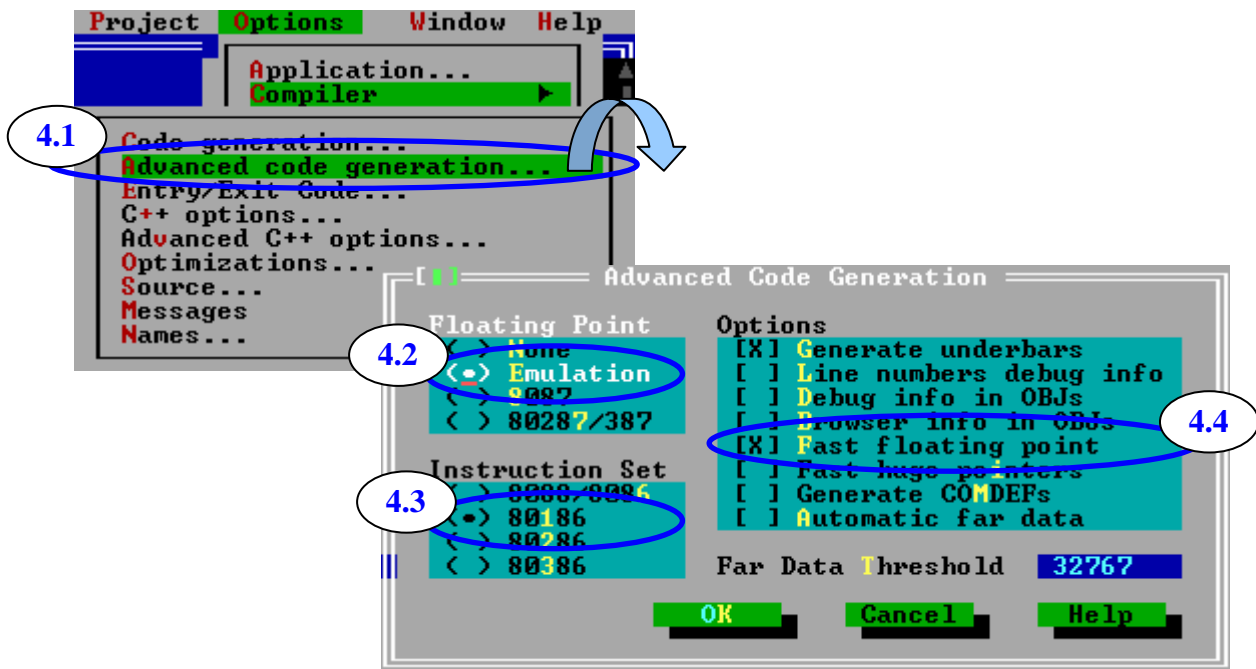 Project Options Window Help
Application...
Compiler
4.1
Code generation...
Advanced code generation...
Entry/Exit Code...
C++ options...
Advanced C++ options...
Optimizations...
Source...
Messages
Names...
Advanced Code Generation
Floating Point
4.2
( ) None
(•) Emulation
( ) 8087
( ) 80287/387
Instruction Set
4.3
( ) 8088/8086
(•) 80186
( ) 80286
( ) 80386
Options
[X] Generate underbars
[ ] Line numbers debug info
[ ] Debug info in OBJs
[ ] Browser info in OBJs
4.4
[X] Fast floating point
[ ] Fast huge pointers
[ ] Generate COMDEFs
[ ] Automatic far data
Far Data Threshold 32767
OK Cancel Help